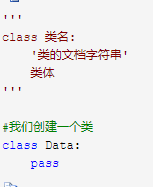 '''
class 类名:
    '类的文档字符串'
    类体
'''
#我们创建一个类
class Data:
    pass